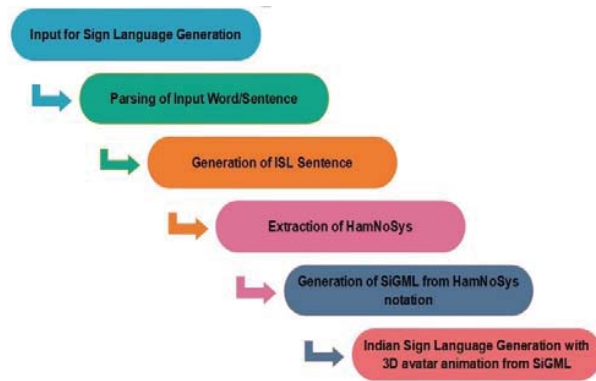 Input for Sign Language Generation
Parsing of Input Word/Sentence
Generation of ISL Sentence
Extraction of HamNoSys
Generation of SiGML from HamNoSys
notation
Indian Sign Language Generation with
3D avatar animation from SiGML